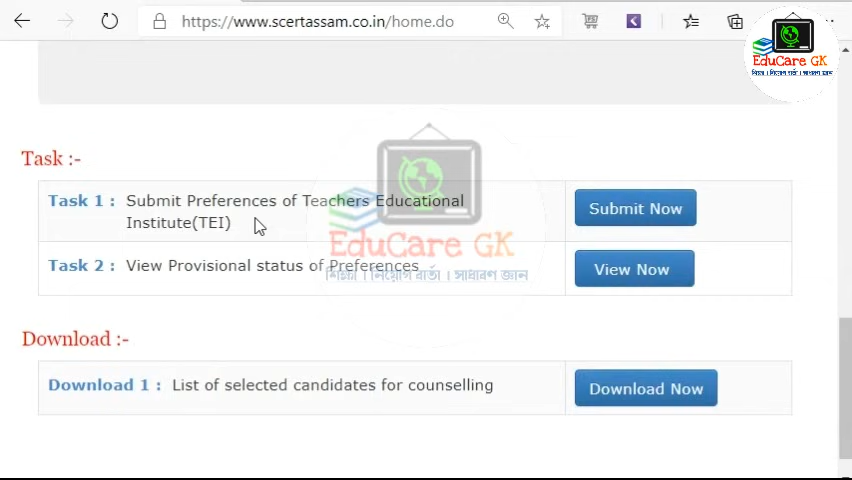 https://www.scertassam.co.in/home.do
EduCare GK
শিক্ষা । নিয়োগ বাৰ্তা । সাধাৰণ জ্ঞান
Task :-
Task 1 : Submit Preferences of Teachers Educational Institute(TEI) Submit Now
Task 2 : View Provisional status of Preferences View Now
EduCare GK
শিক্ষা । নিয়োগ বাৰ্তা । সাধাৰণ জ্ঞান
Download :-
Download 1 : List of selected candidates for counselling Download Now